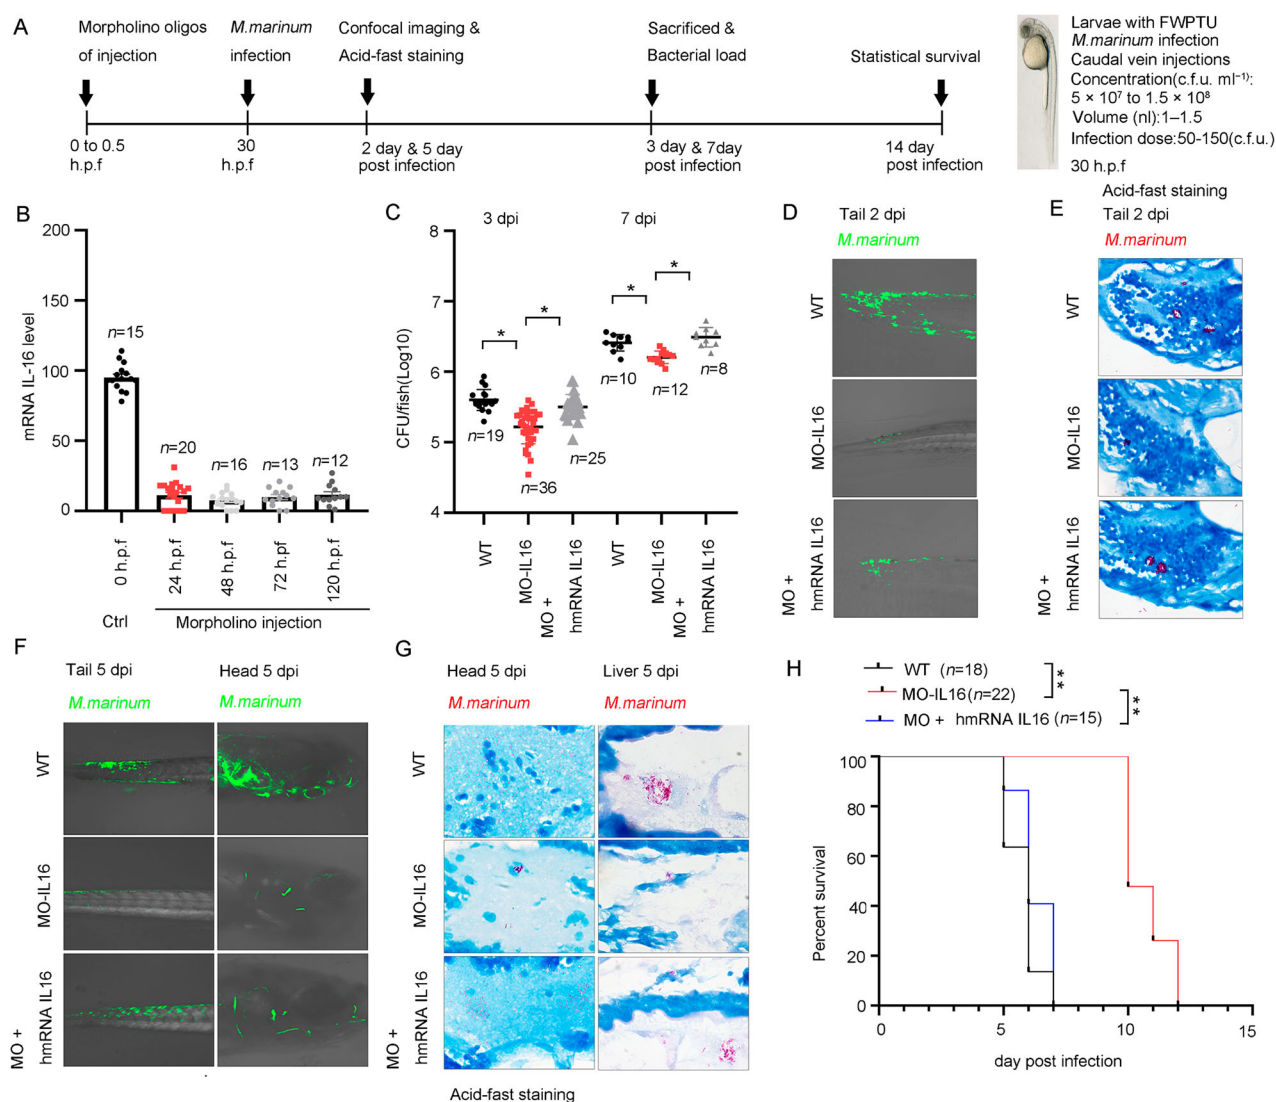 A
Morpholino oligos
of injection
M.marinum
infection
Confocal imaging &
Acid-fast staining
Sacrificed &
Bacterial load
Statistical survival
0 to 0.5
h.p.f
30
h.p.f
2 day & 5 day
post infection
3 day & 7day
post infection
14 day
post infection
Larvae with FWPTU
M.marinum infection
Caudal vein injections
Concentration(c.f.u. ml⁻¹⁾:
5 × 10⁷ to 1.5 × 10⁸
Volume (nl):1–1.5
Infection dose:50-150(c.f.u.)
30 h.p.f
B
mRNA IL-16 level
200
150
100
50
0
n=15
n=20
n=16
n=13
n=12
0 h.p.f
24 h.p.f
48 h.p.f
72 h.pf
120 h.p.f
Ctrl
Morpholino injection
C
3 dpi
7 dpi
CFU/fish(Log10)
8
7
6
5
4
*
*
*
*
n=19
n=36
n=25
n=10
n=12
n=8
WT
MO-IL16
MO +
hmRNA IL16
WT
MO-IL16
MO +
hmRNA IL16
D
Tail 2 dpi
M.marinum
WT
MO-IL16
MO +
hmRNA IL16
E
Acid-fast staining
Tail 2 dpi
M.marinum
WT
MO-IL16
MO +
hmRNA IL16
F
Tail 5 dpi
Head 5 dpi
M.marinum
M.marinum
WT
MO-IL16
MO +
hmRNA IL16
G
Head 5 dpi
Liver 5 dpi
M.marinum
M.marinum
WT
MO-IL16
MO +
hmRNA IL16
Acid-fast staining
H
WT (n=18)
MO-IL16(n=22)
MO + hmRNA IL16 (n=15)
**
**
Percent survival
100
80
60
40
20
0
0
5
10
15
day post infection